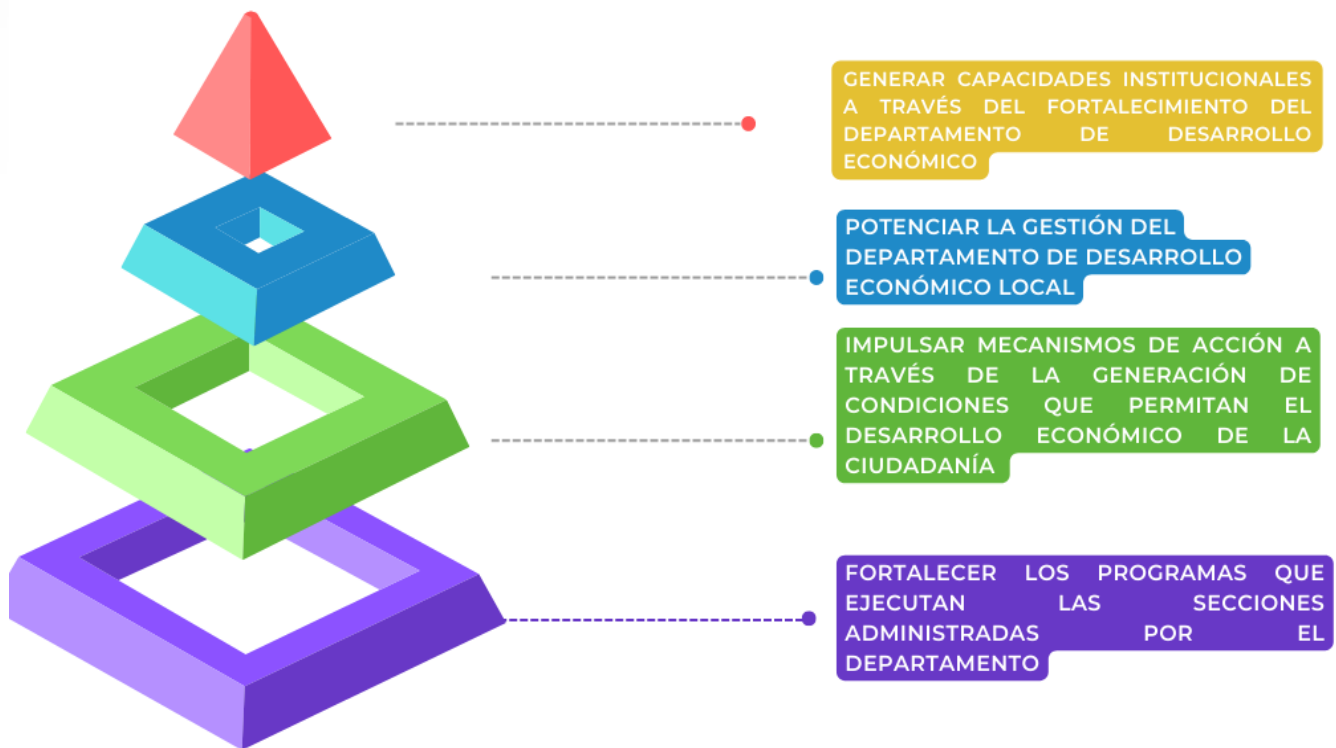 GENERAR CAPACIDADES INSTITUCIONALES
A TRAVÉS DEL FORTALECIMIENTO DEL
DEPARTAMENTO DE DESARROLLO
ECONÓMICO
POTENCIAR LA GESTIÓN DEL
DEPARTAMENTO DE DESARROLLO
ECONÓMICO LOCAL
IMPULSAR MECANISMOS DE ACCIÓN A
TRAVÉS DE LA GENERACIÓN DE
CONDICIONES QUE PERMITAN EL
DESARROLLO ECONÓMICO DE LA
CIUDADANÍA
FORTALECER LOS PROGRAMAS QUE
EJECUTAN LAS SECCIONES
ADMINISTRADAS POR EL
DEPARTAMENTO